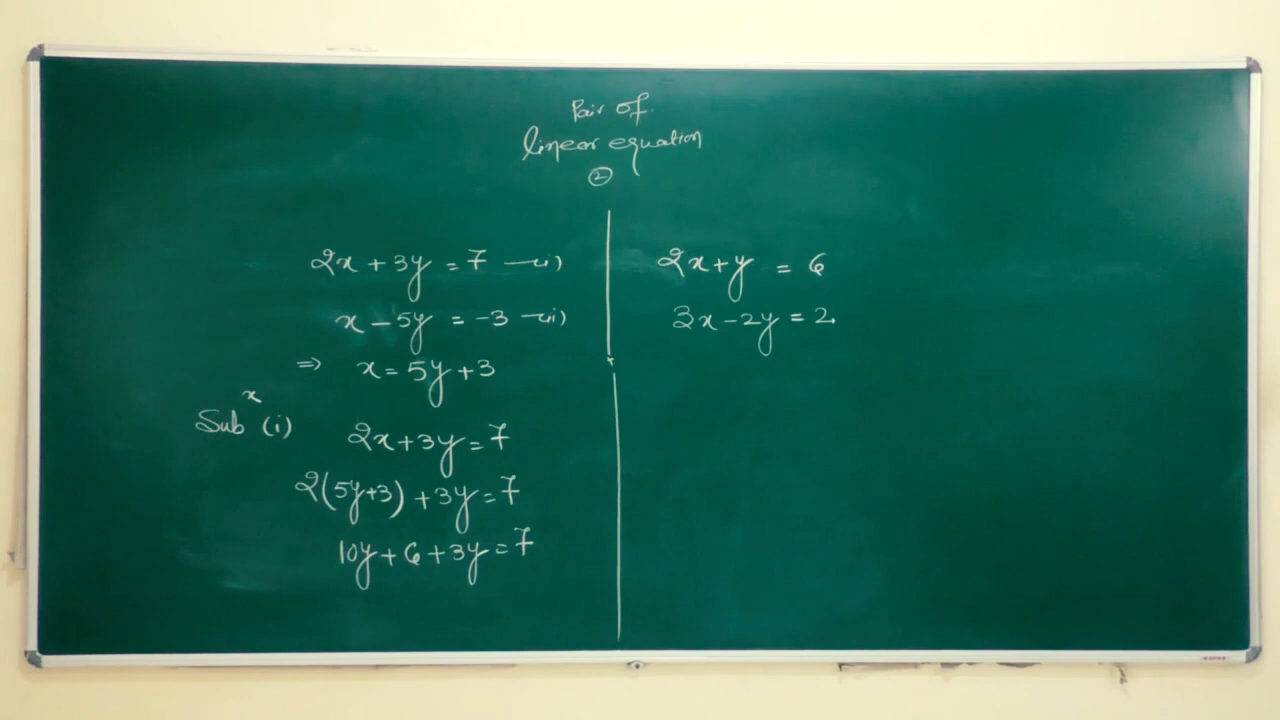 Pair of
linear equation
②
2x + 3y = 7 —(i)
x - 5y = -3 —(ii)
⇒ x = 5y + 3
x
Sub (i) 2x + 3y = 7
2(5y+3) + 3y = 7
10y + 6 + 3y = 7
2x + y = 6
3x - 2y = 2